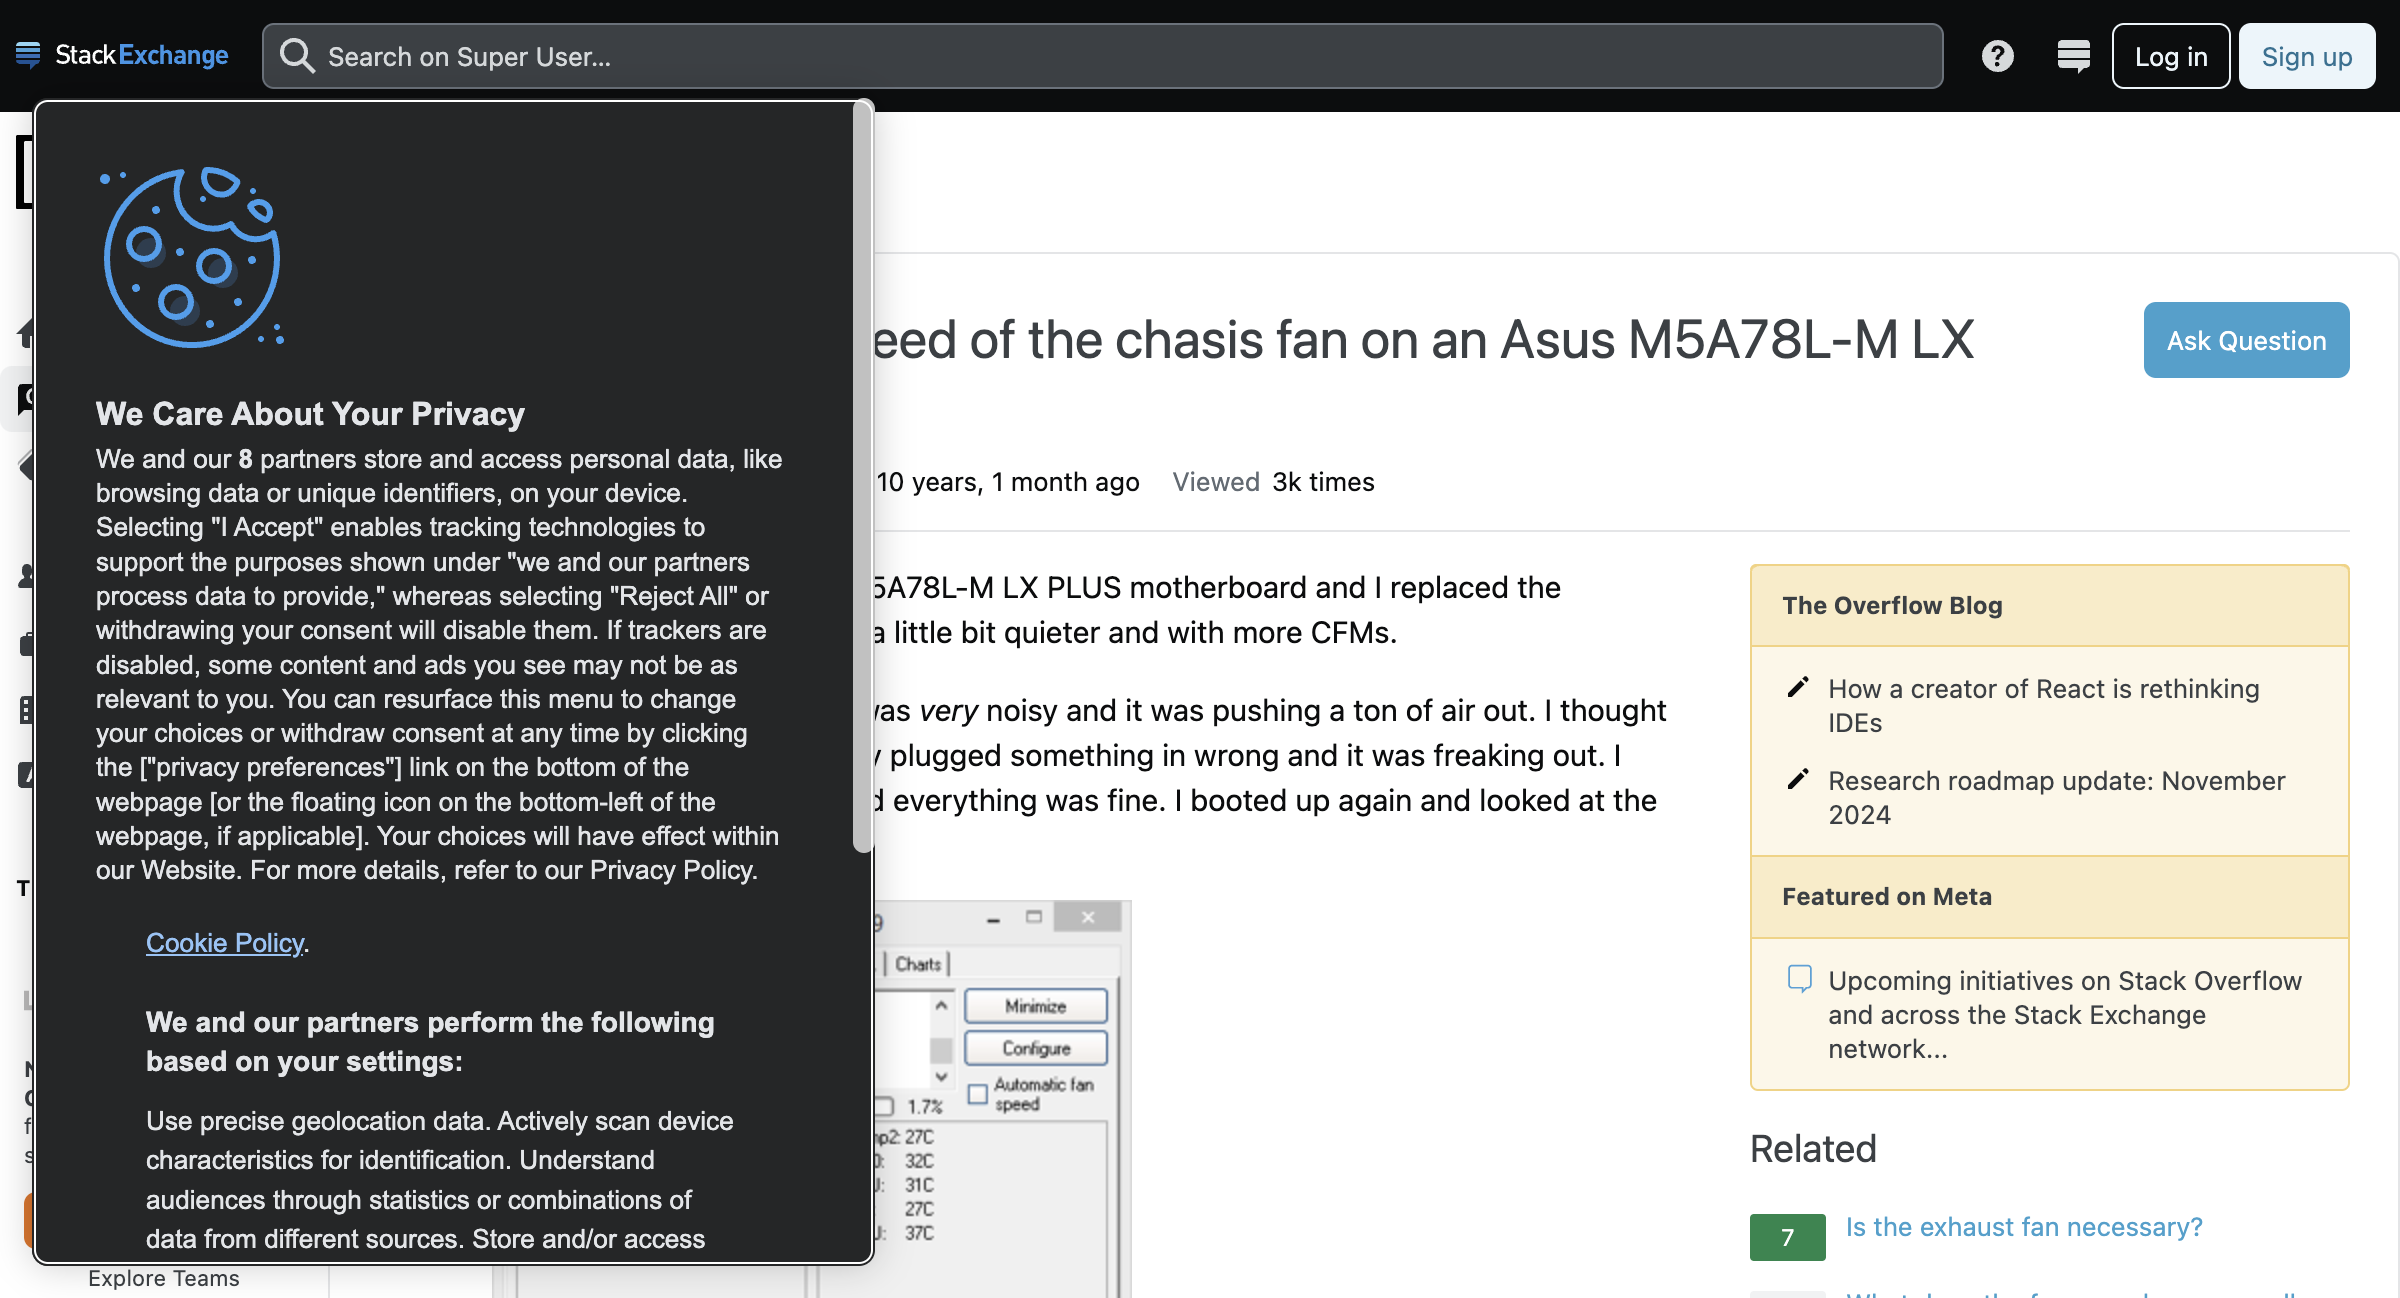 StackExchange
Search on Super User...
Log in
Sign up
We Care About Your Privacy
We and our 8 partners store and access personal data, like
browsing data or unique identifiers, on your device.
Selecting "I Accept" enables tracking technologies to
support the purposes shown under "we and our partners
process data to provide," whereas selecting "Reject All" or
withdrawing your consent will disable them. If trackers are
disabled, some content and ads you see may not be as
relevant to you. You can resurface this menu to change
your choices or withdraw consent at any time by clicking
the ["privacy preferences"] link on the bottom of the
webpage [or the floating icon on the bottom-left of the
webpage, if applicable]. Your choices will have effect within
our Website. For more details, refer to our Privacy Policy.
Cookie Policy.
We and our partners perform the following
based on your settings:
Use precise geolocation data. Actively scan device
characteristics for identification. Understand
audiences through statistics or combinations of
data from different sources. Store and/or access
Explore Teams
eed of the chasis fan on an Asus M5A78L-M LX
Ask Question
10 years, 1 month ago
Viewed 3k times
5A78L-M LX PLUS motherboard and I replaced the
a little bit quieter and with more CFMs.
was very noisy and it was pushing a ton of air out. I thought
y plugged something in wrong and it was freaking out. I
d everything was fine. I booted up again and looked at the
Charts
Minimize
Configure
Automatic fan
speed
1.7%
mp2: 27C
32C
31C
27C
37C
The Overflow Blog
How a creator of React is rethinking
IDEs
Research roadmap update: November
2024
Featured on Meta
Upcoming initiatives on Stack Overflow
and across the Stack Exchange
network...
Related
7
Is the exhaust fan necessary?